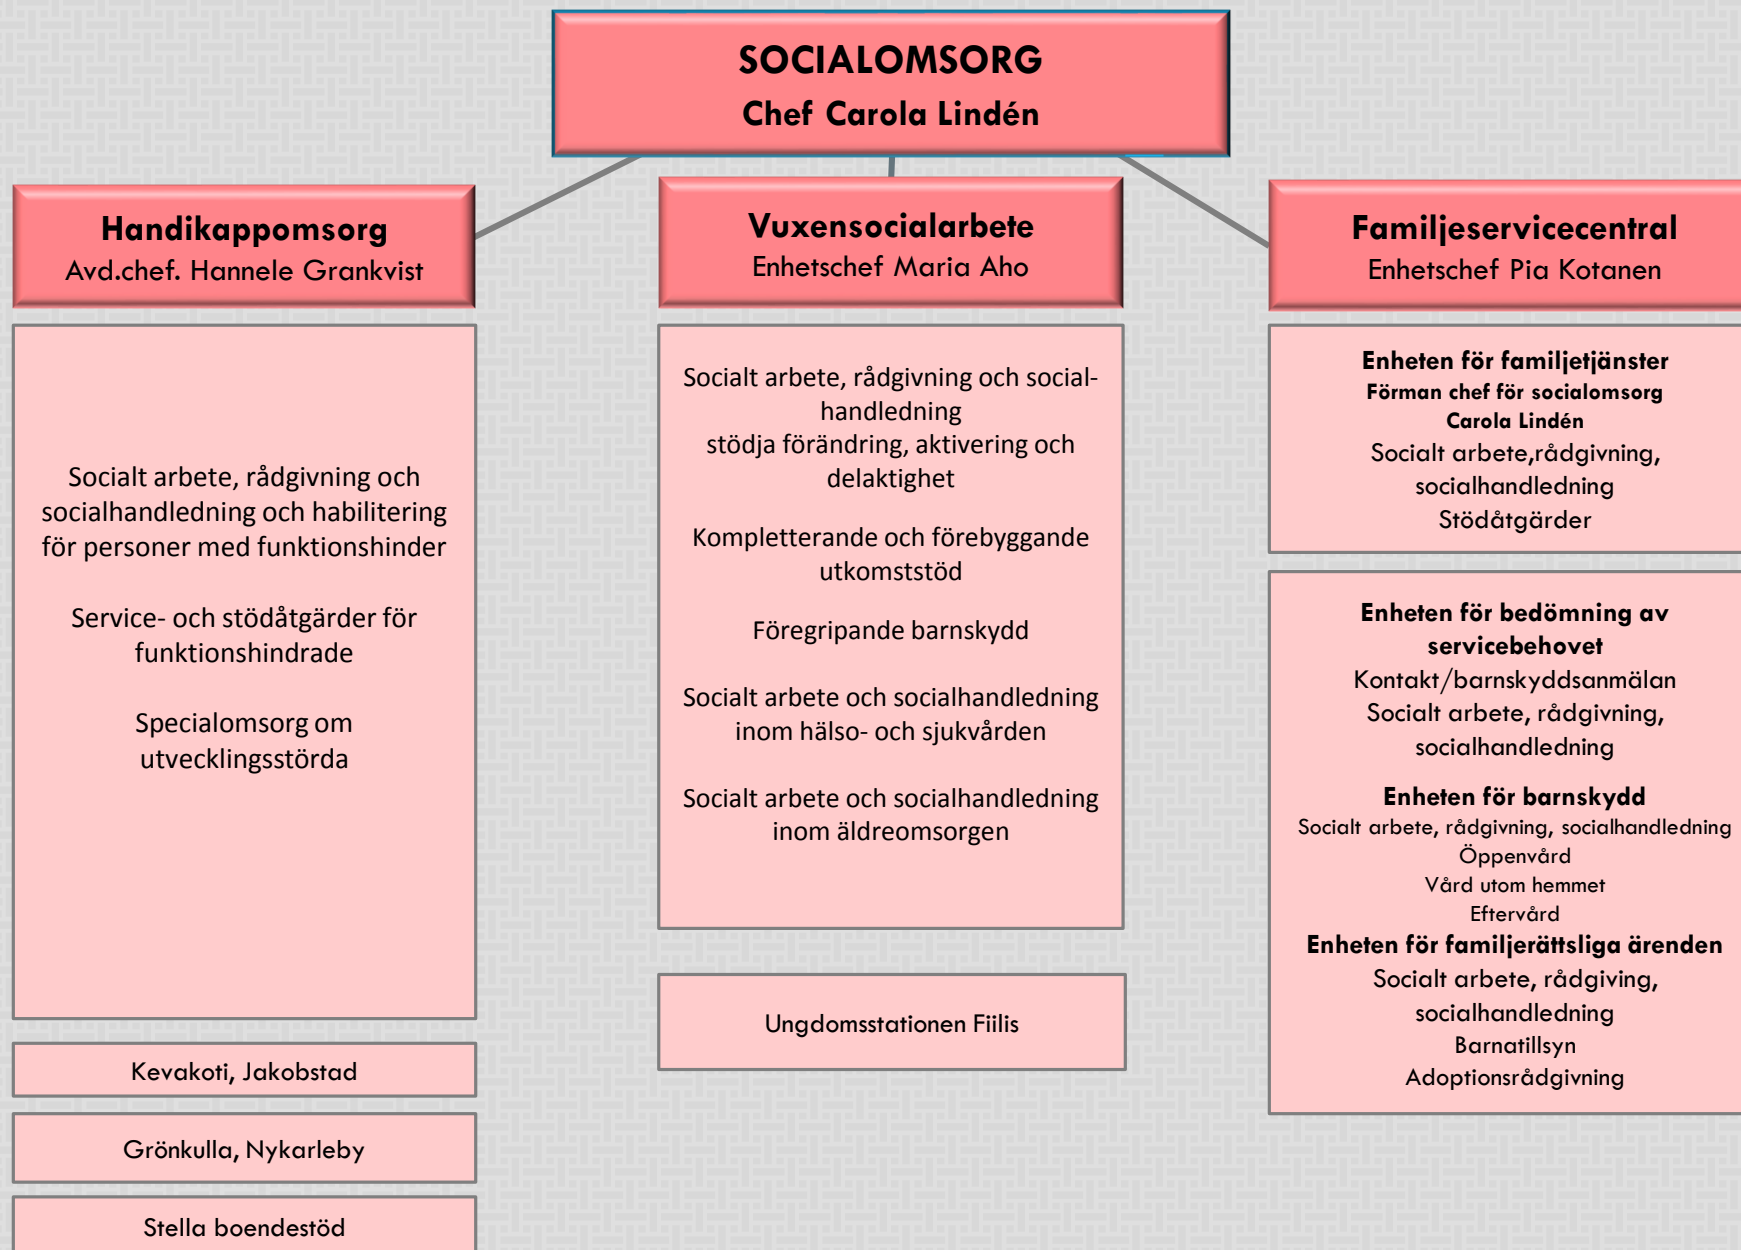 SOCIALOMSORG
Chef Carola Lindén
Handikappomsorg
Avd.chef. Hannele Grankvist
Socialt arbete, rådgivning och
socialhandledning och habilitering
för personer med funktionshinder
Service- och stödåtgärder för
funktionshindrade
Specialomsorg om
utvecklingsstörda
Kevakoti, Jakobstad
Grönkulla, Nykarleby
Stella boendestöd
Vuxensocialarbete
Enhetschef Maria Aho
Socialt arbete, rådgivning och social-
handledning
stödja förändring, aktivering och
delaktighet
Kompletterande och förebyggande
utkomststöd
Föregripande barnskydd
Socialt arbete och socialhandledning
inom hälso- och sjukvården
Socialt arbete och socialhandledning
inom äldreomsorgen
Ungdomsstationen Fiilis
Familjeservicecentral
Enhetschef Pia Kotanen
Enheten för familjetjänster
Förman chef för socialomsorg
Carola Lindén
Socialt arbete,rådgivning,
socialhandledning
Stödåtgärder
Enheten för bedömning av
servicebehovet
Kontakt/barnskyddsanmälan
Socialt arbete, rådgivning,
socialhandledning
Enheten för barnskydd
Socialt arbete, rådgivning, socialhandledning
Öppenvård
Vård utom hemmet
Eftervård
Enheten för familjerättsliga ärenden
Socialt arbete, rådgiving,
socialhandledning
Barnatillsyn
Adoptionsrådgivning